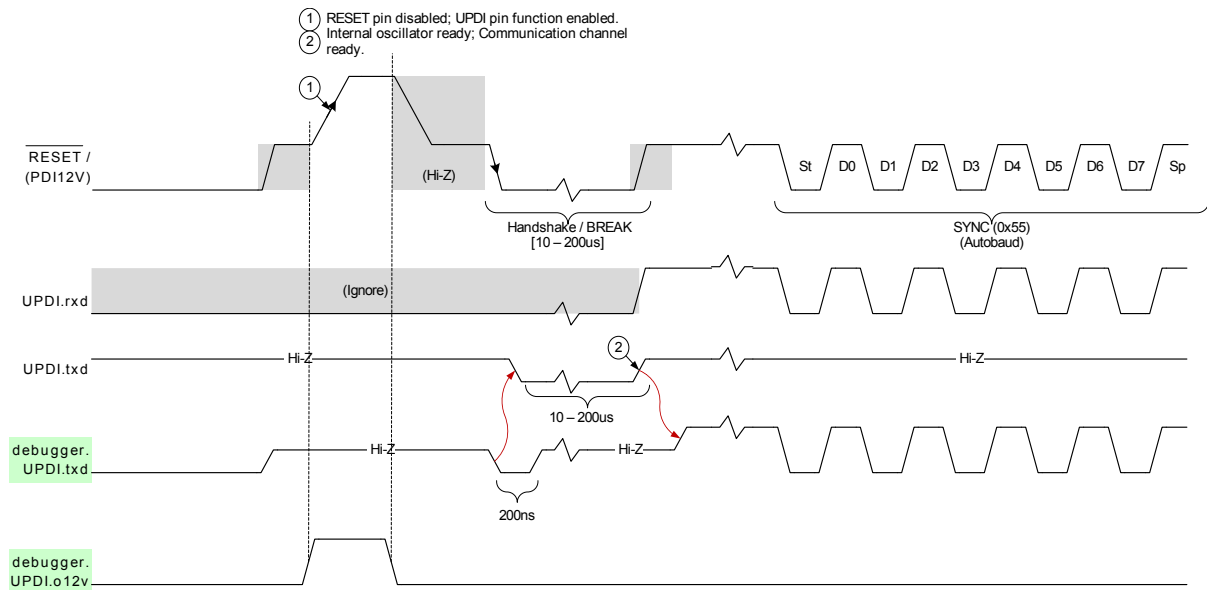 1 RESET pin disabled; UPDI pin function enabled.
2 Internal oscillator ready; Communication channel
ready.
1
RESET /
(PDI12V)
(Hi-Z)
St D0 D1 D2 D3 D4 D5 D6 D7 Sp
Handshake / BREAK
[10 – 200us]
SYNC (0x55)
(Autobaud)
(Ignore)
UPDI.rxd
2
Hi-Z
Hi-Z
UPDI.txd
10 – 200us
debugger.
UPDI.txd
Hi-Z
Hi-Z
200ns
debugger.
UPDI.o12v